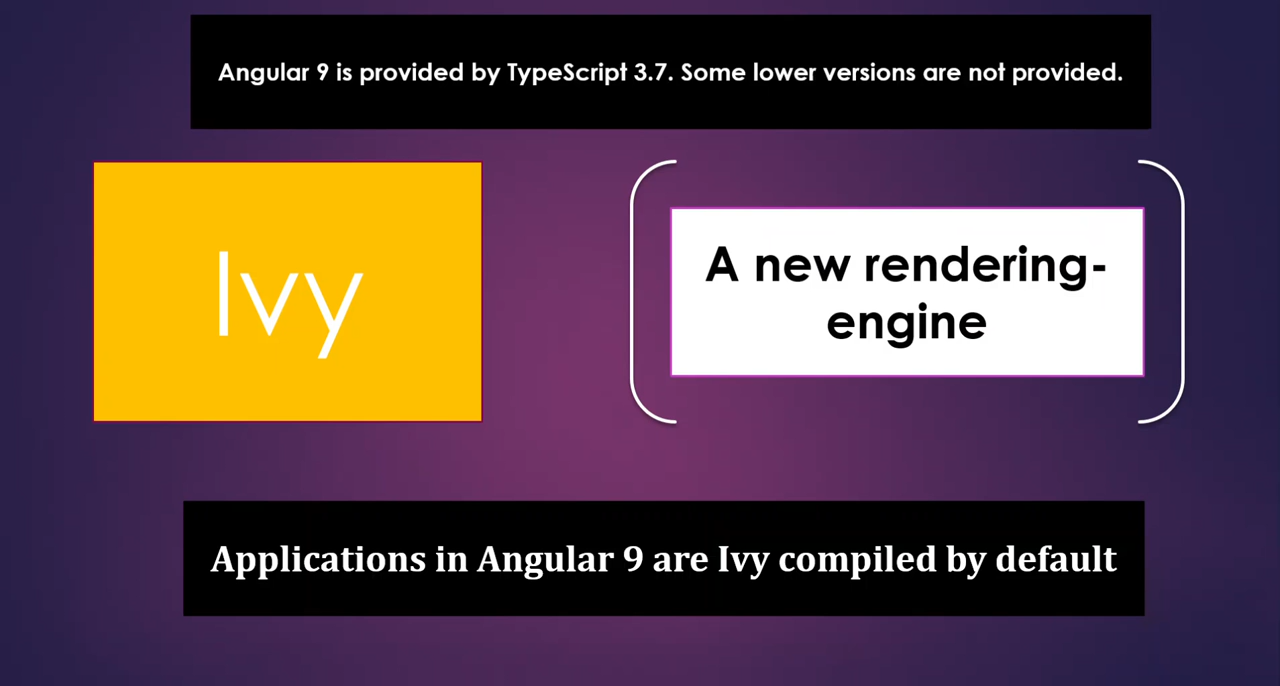 Angular 9 is provided by TypeScript 3.7. Some lower versions are not provided.
Ivy
A new rendering-
engine
Applications in Angular 9 are Ivy compiled by default